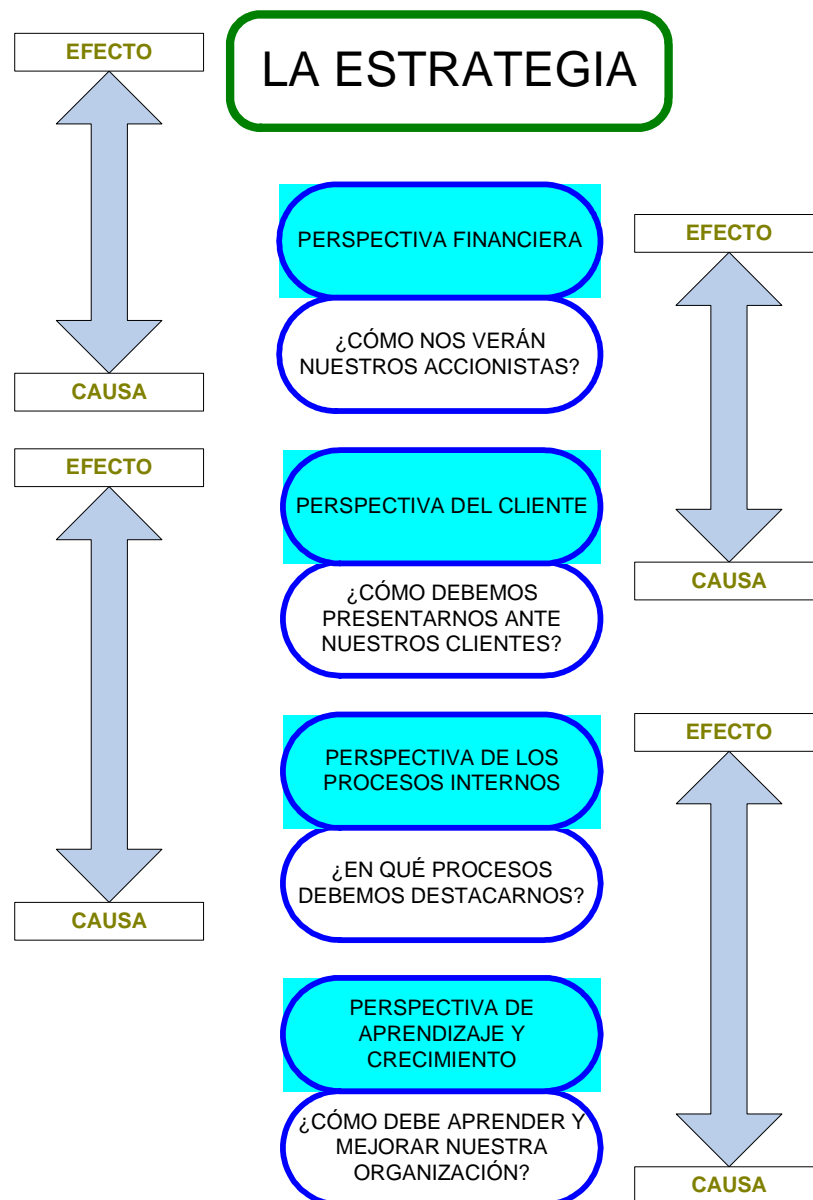 EFECTO
LA ESTRATEGIA
PERSPECTIVA FINANCIERA
EFECTO
¿CÓMO NOS VERÁN
NUESTROS ACCIONISTAS?
CAUSA
EFECTO
PERSPECTIVA DEL CLIENTE
CAUSA
¿CÓMO DEBEMOS
PRESENTARNOS ANTE
NUESTROS CLIENTES?
EFECTO
PERSPECTIVA DE LOS
PROCESOS INTERNOS
¿EN QUÉ PROCESOS
DEBEMOS DESTACARNOS?
CAUSA
PERSPECTIVA DE
APRENDIZAJE Y
CRECIMIENTO
¿CÓMO DEBE APRENDER Y
MEJORAR NUESTRA
ORGANIZACIÓN?
CAUSA